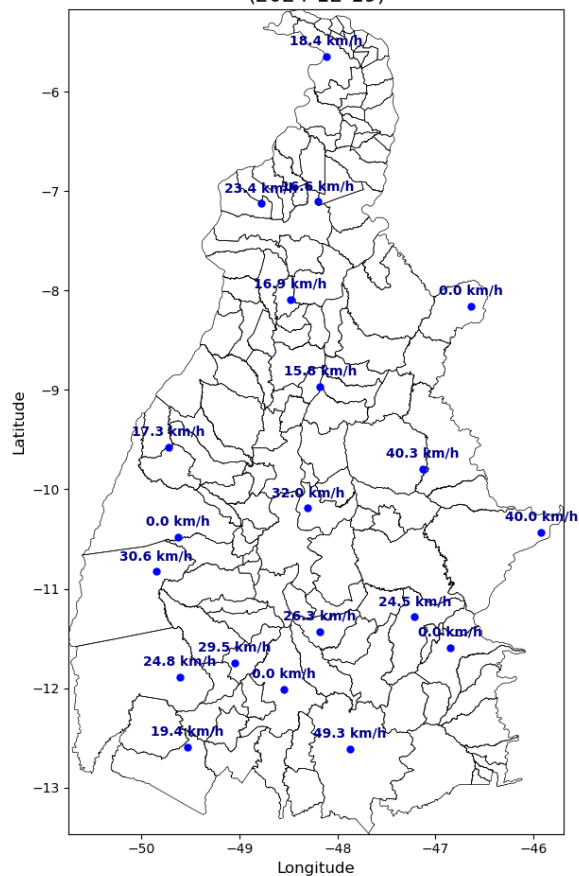 18.4 km/h
23.4 km/h
km/h
16.9 km/h
0.0 km/h
15.8 km/h
17.3 km/h
40.3 km/h
32.0 km/h
0.0 km/h
40.0 km/h
30.6 km/h
24.5 km/h
26.3 km/h
0.0 km/h
29.5 km/h
24.8 km/h
0.0 km/h
19.4 km/h
49.3 km/h
Latitude
−6
−7
−8
−9
−10
−11
−12
−13
−50
−49
−48
−47
−46
Longitude